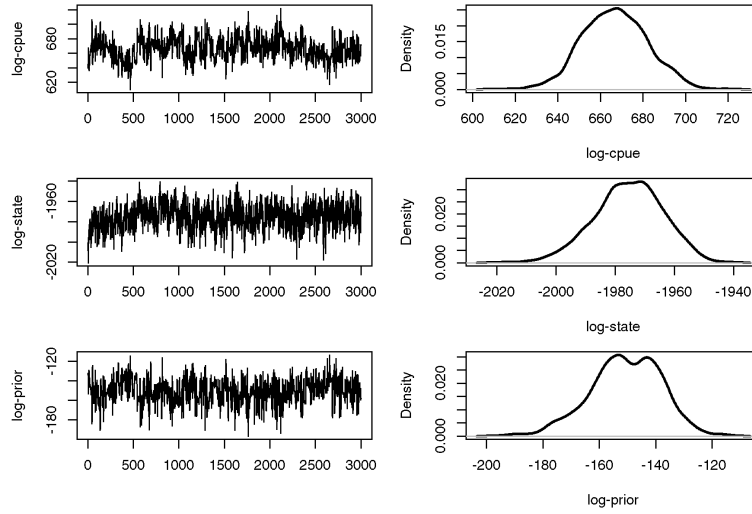 log-cpue
620 680
0 500 1000 1500 2000 2500 3000
Density
0.000 0.015
600 620 640 660 680 700 720
log-cpue
log-state
-2020 -1960
0 500 1000 1500 2000 2500 3000
Density
0.000 0.020
-2020 -2000 -1980 -1960 -1940
log-state
log-prior
-180 -120
0 500 1000 1500 2000 2500 3000
Density
0.000 0.020
-200 -180 -160 -140 -120
log-prior